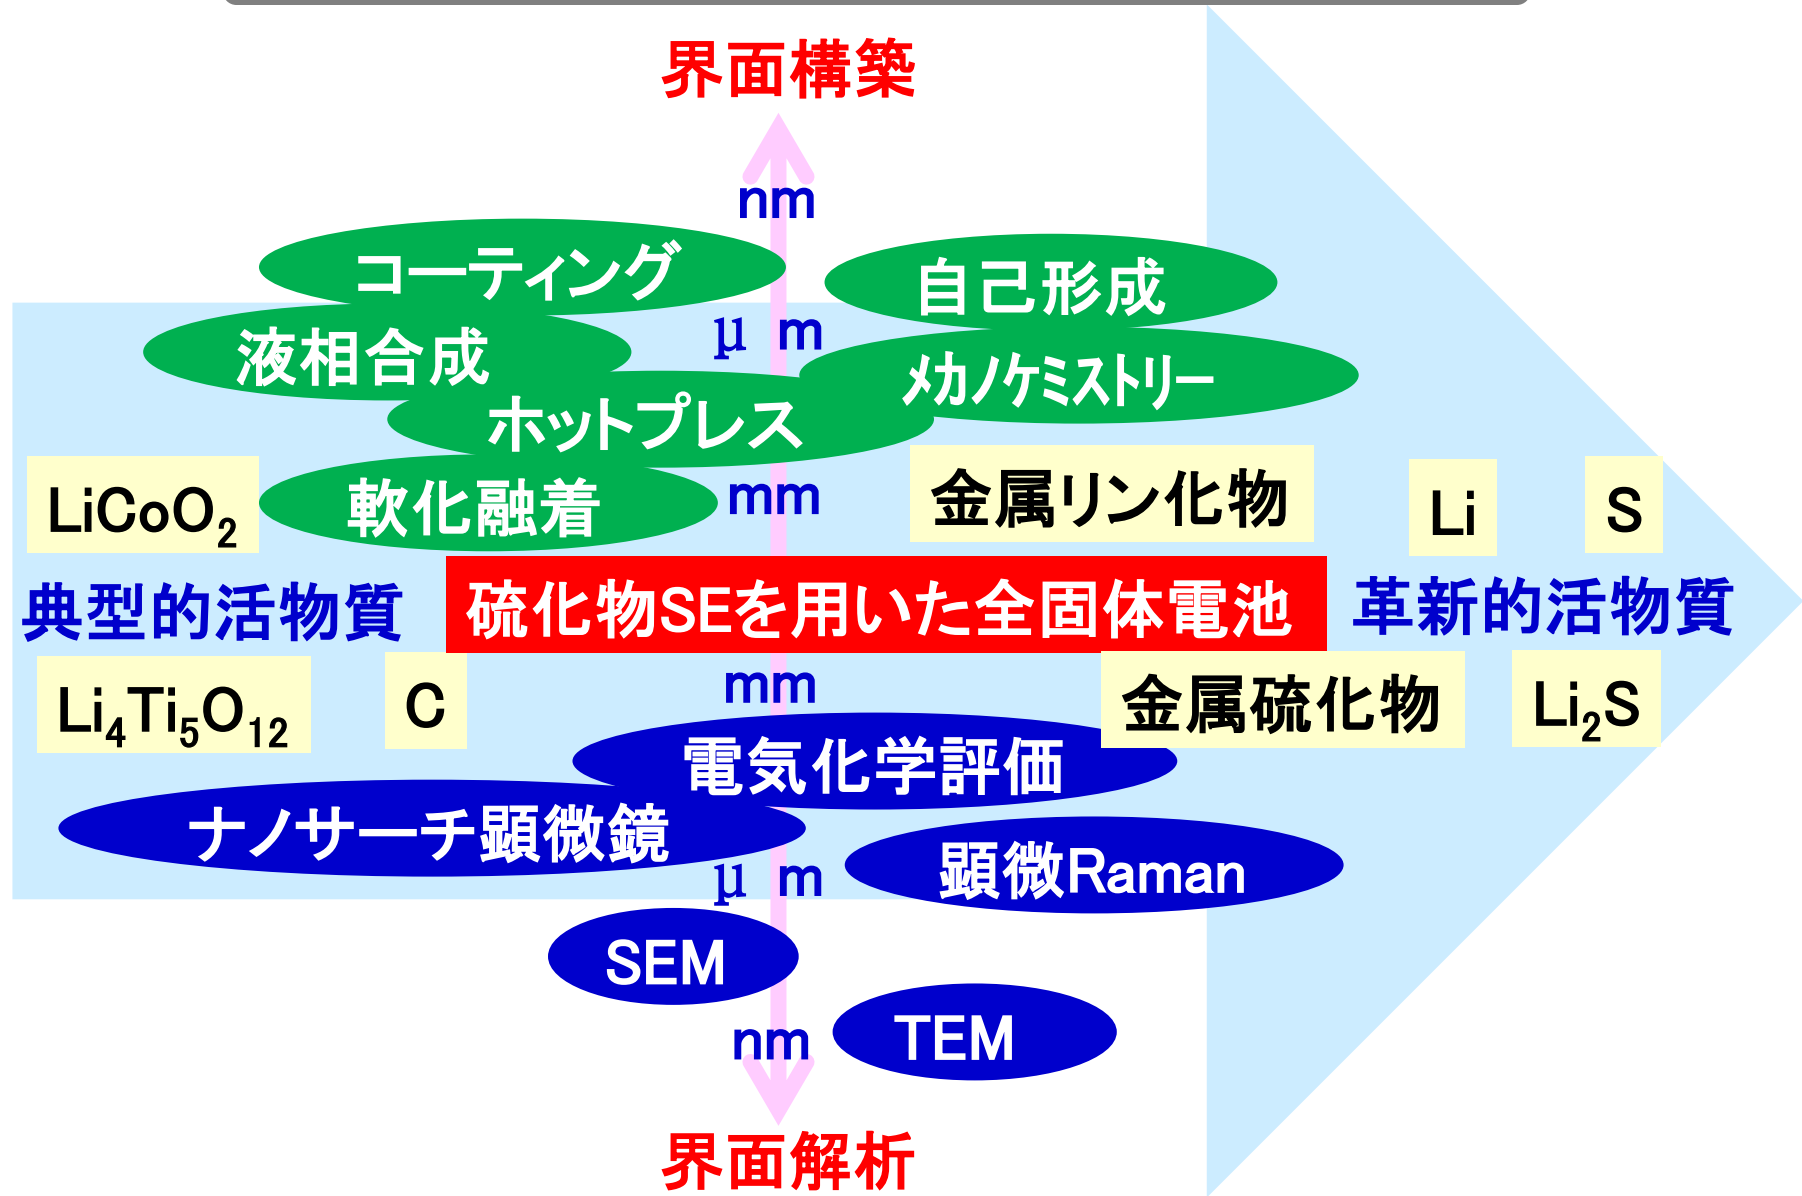 界面構築
nm
コーティング
自己形成
µ m
液相合成
メカノケミストリー
ホットプレス
LiCoO₂
軟化融着
mm
金属リン化物
Li
S
典型的活物質
硫化物SEを用いた全固体電池
革新的活物質
Li₄Ti₅O₁₂
C
mm
金属硫化物
Li₂S
電気化学評価
ナノサーチ顕微鏡
µ m
顕微Raman
SEM
nm
TEM
界面解析